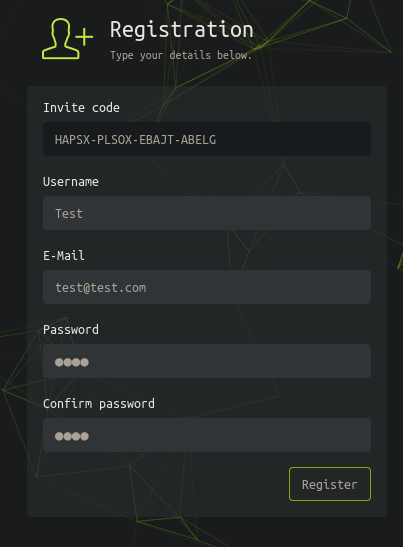 Registration
Type your details below.
Invite code
HAPSX-PLSOX-EBAJT-ABELG
Username
Test
E-Mail
test@test.com
Password
●●●●
Confirm password
●●●●
Register